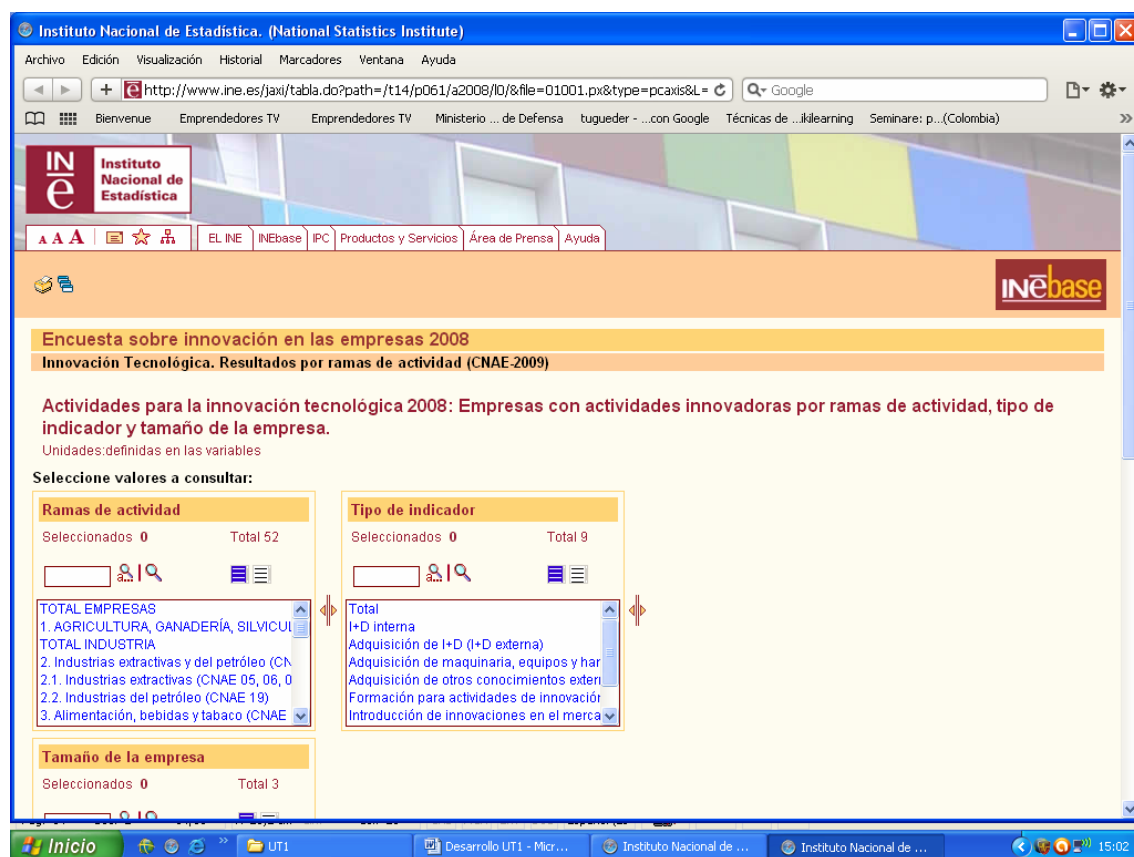 Instituto Nacional de Estadística. (National Statistics Institute)
Archivo Edición Visualización Historial Marcadores Ventana Ayuda
http://www.ine.es/jaxi/tabla.do?path=/t14/p061/a2008/l0/&file=01001.px&type=pcaxis&L=
Google
Bienvenue Emprendedores TV Emprendedores TV Ministerio ... de Defensa tugueder - ...con Google Técnicas de ...ikilearning Seminare: p...(Colombia)
INe
Instituto
Nacional de
Estadística
A A A
EL INE INEbase IPC Productos y Servicios Área de Prensa Ayuda
INēbase
Encuesta sobre innovación en las empresas 2008
Innovación Tecnológica. Resultados por ramas de actividad (CNAE-2009)
Actividades para la innovación tecnológica 2008: Empresas con actividades innovadoras por ramas de actividad, tipo de
indicador y tamaño de la empresa.
Unidades:definidas en las variables
Seleccione valores a consultar:
Ramas de actividad
Seleccionados 0 Total 52
TOTAL EMPRESAS
1. AGRICULTURA, GANADERÍA, SILVICUL
TOTAL INDUSTRIA
2. Industrias extractivas y del petróleo (CN
2.1. Industrias extractivas (CNAE 05, 06, 0
2.2. Industrias del petróleo (CNAE 19)
3. Alimentación, bebidas y tabaco (CNAE
Tipo de indicador
Seleccionados 0 Total 9
Total
I+D interna
Adquisición de I+D (I+D externa)
Adquisición de maquinaria, equipos y har
Adquisición de otros conocimientos extern
Formación para actividades de innovación
Introducción de innovaciones en el merca
Tamaño de la empresa
Seleccionados 0 Total 3
Inicio UT1 Desarrollo UT1 - Micr... Instituto Nacional de ... Instituto Nacional de ... 15:02